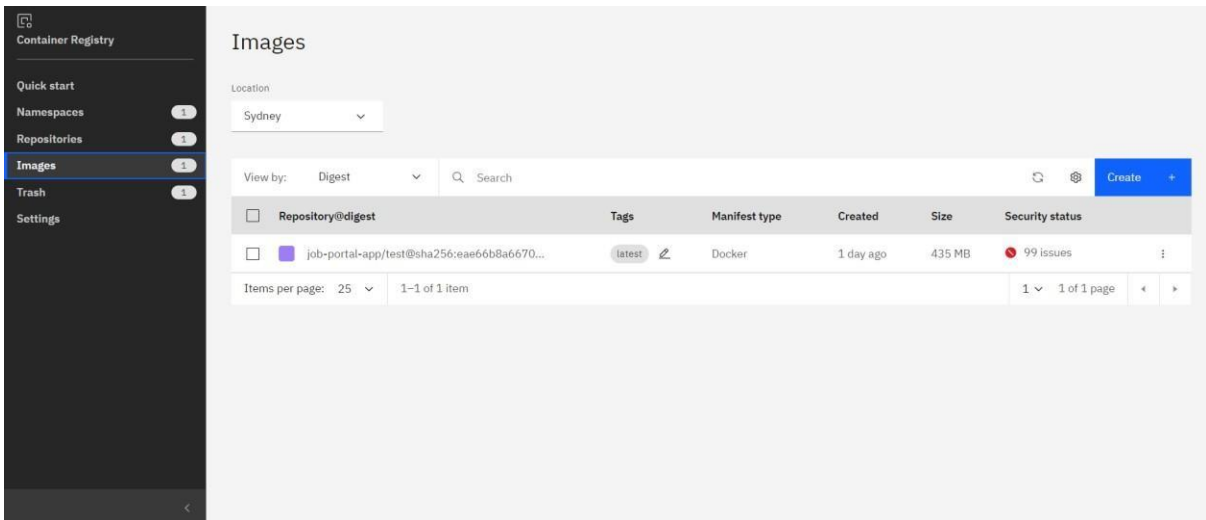 Container Registry
Quick start
Namespaces 1
Repositories 1
Images 1
Trash 1
Settings
Images
Location
Sydney
View by: Digest Search Create +
Repository@digest Tags Manifest type Created Size Security status
job-portal-app/test@sha256:eae66b8a6670... latest Docker 1 day ago 435 MB 99 issues
Items per page: 25 1–1 of 1 item 1 1 of 1 page